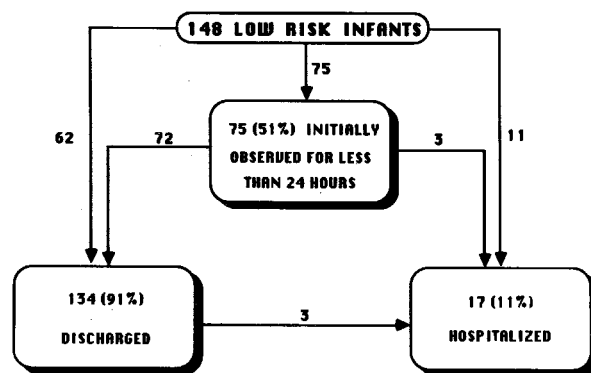 148 LOW RISK INFANTS
75
75 (51%) INITIALLY
OBSERVED FOR LESS
THAN 24 HOURS
62
72
3
11
134 (91%)
DISCHARGED
3
17 (11%)
HOSPITALIZED